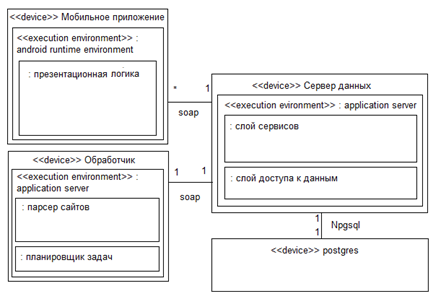 <<device>> Мобильное приложение
<<execution environment>> :
android runtime environment
: презентационная логика
* 1
soap
<<device>> Сервер данных
<<execution evironment>> : application server
: слой сервисов
: слой доступа к данным
<<device>> Обработчик
<<execution environment>> :
application server
: парсер сайтов
: планировщик задач
1 1
soap
1
1
Npgsql
<<device>> postgres